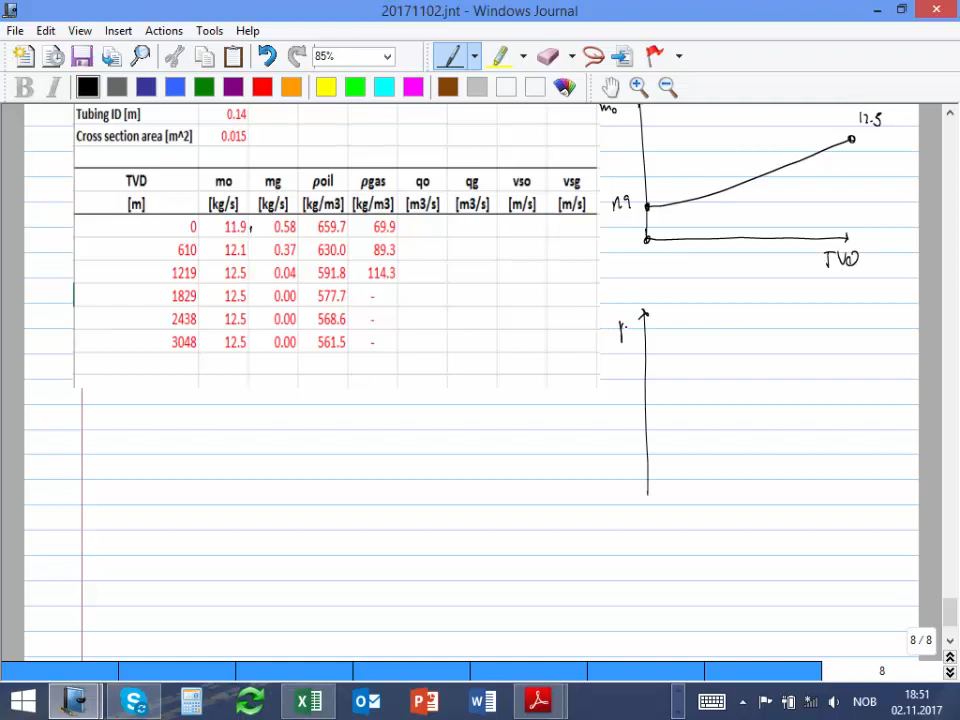 20171102.jnt - Windows Journal
File Edit View Insert Actions Tools Help
85%
B I
Tubing ID [m] 0.14
Cross section area [m^2] 0.015
TVD mo mg ρoil ρgas qo qg vso vsg
[m] [kg/s] [kg/s] [kg/m3] [kg/m3] [m3/s] [m3/s] [m/s] [m/s]
0 11.9 0.58 659.7 69.9
610 12.1 0.37 630.0 89.3
1219 12.5 0.04 591.8 114.3
1829 12.5 0.00 577.7 -
2438 12.5 0.00 568.6 -
3048 12.5 0.00 561.5 -
mo
12.5
11.9
TVD
8 / 8
8
NOB
18:51
02.11.2017